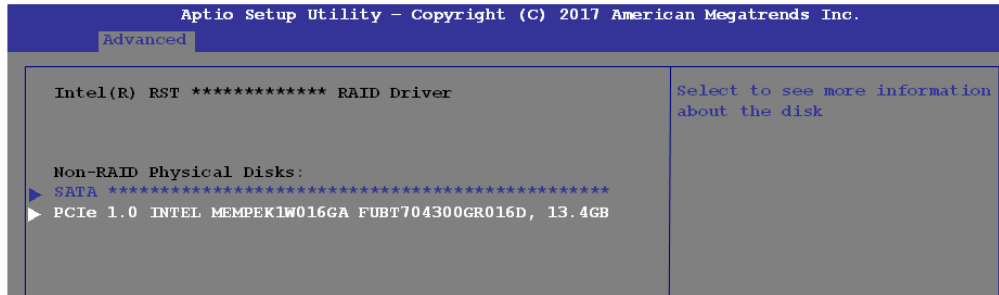 Aptio Setup Utility – Copyright (C) 2017 American Megatrends Inc.
Advanced
Intel(R) RST ************* RAID Driver
Select to see more information
about the disk
Non-RAID Physical Disks:
SATA ************************************************
PCIe 1.0 INTEL MEMPEK1W016GA FUBT704300GR016D, 13.4GB